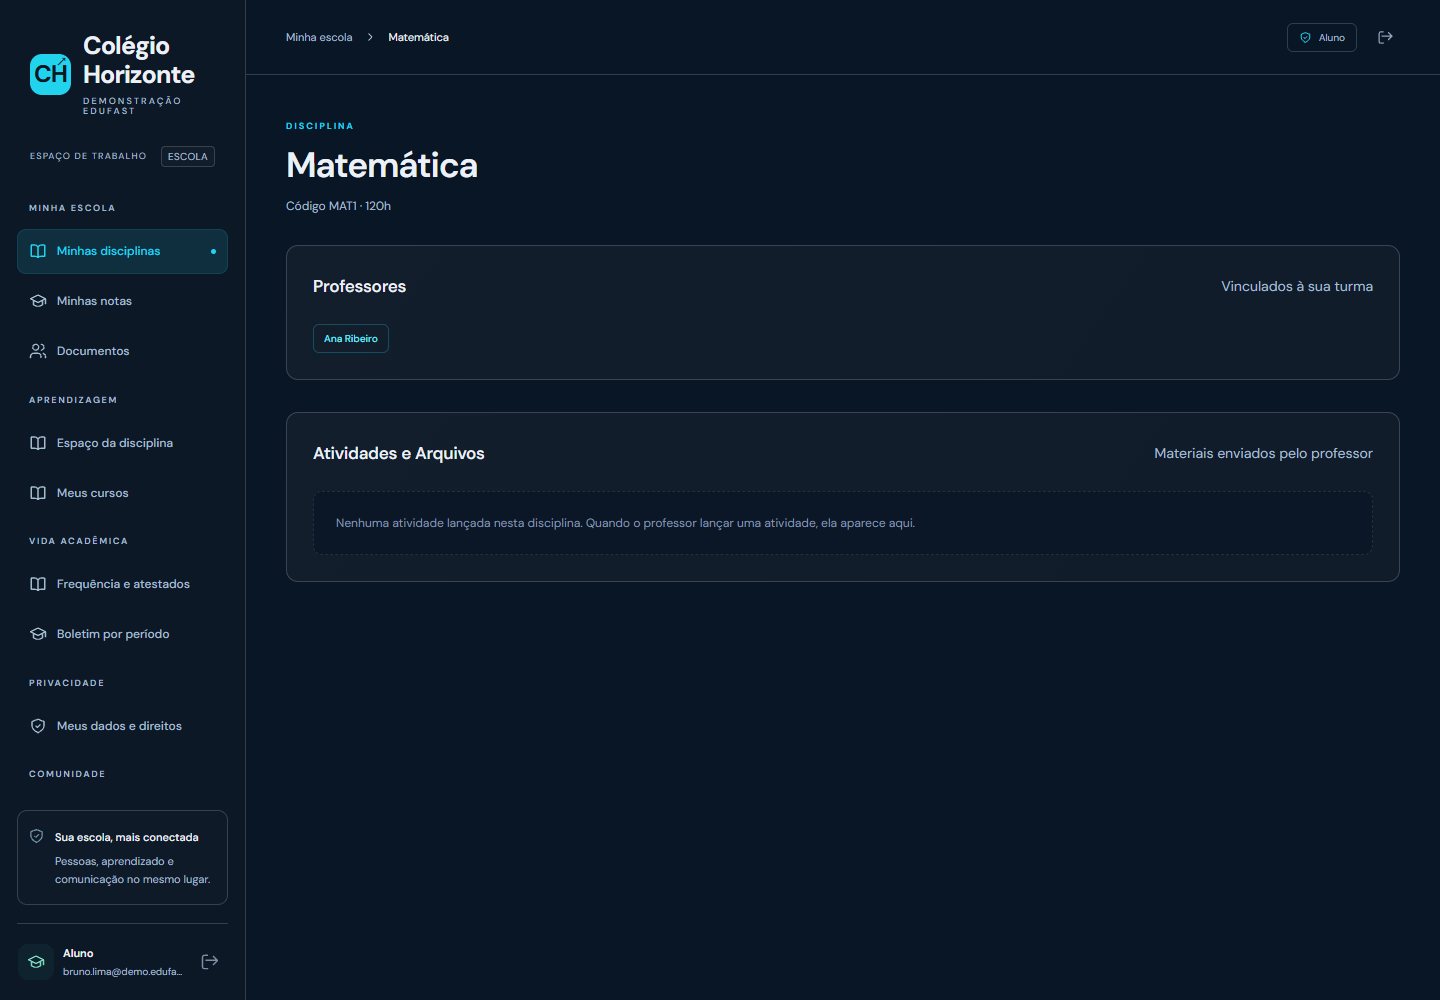 CH
Colégio
Horizonte
DEMONSTRAÇÃO
EDUFAST
ESPAÇO DE TRABALHO
ESCOLA
MINHA ESCOLA
Minhas disciplinas
Minhas notas
Documentos
APRENDIZAGEM
Espaço da disciplina
Meus cursos
VIDA ACADÊMICA
Frequência e atestados
Boletim por período
PRIVACIDADE
Meus dados e direitos
COMUNIDADE
Sua escola, mais conectada
Pessoas, aprendizado e
comunicação no mesmo lugar.
Aluno
bruno.lima@demo.edufa...
Minha escola > Matemática
Aluno
DISCIPLINA
Matemática
Código MAT1 · 120h
Professores
Vinculados à sua turma
Ana Ribeiro
Atividades e Arquivos
Materiais enviados pelo professor
Nenhuma atividade lançada nesta disciplina. Quando o professor lançar uma atividade, ela aparece aqui.